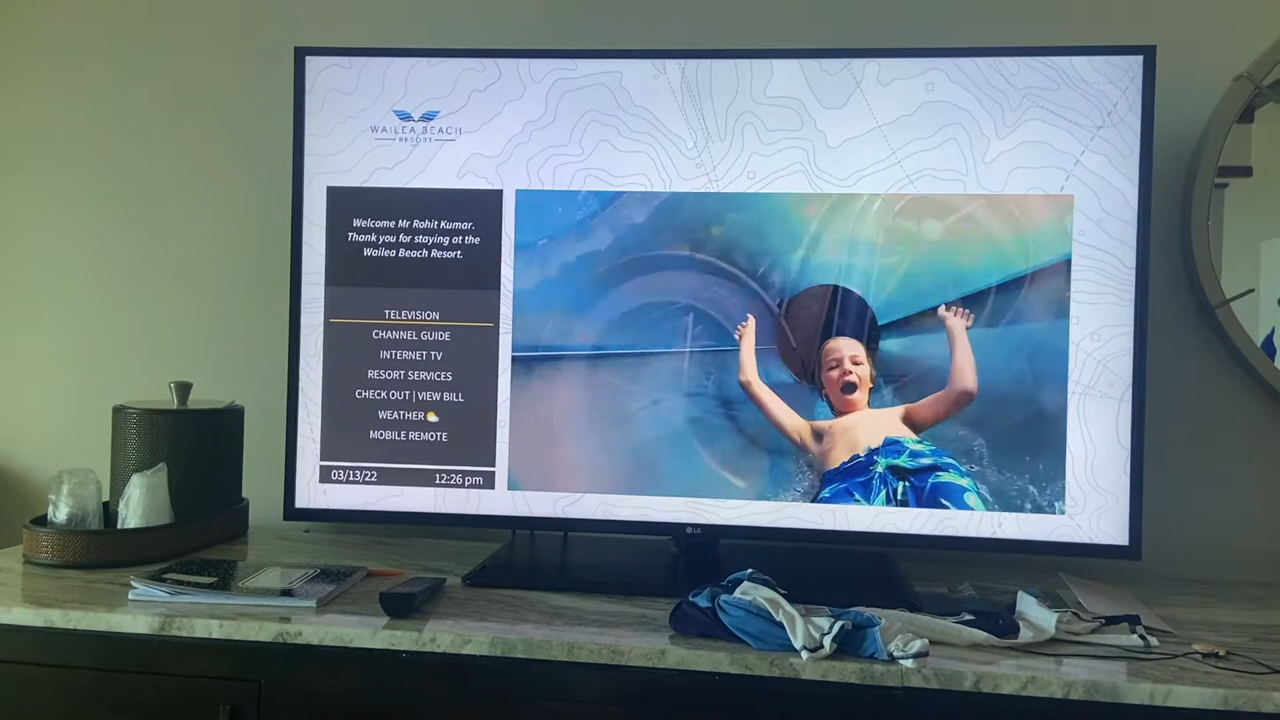 WAILEA BEACH
RESORT
Welcome Mr Rohit Kumar.
Thank you for staying at the
Wailea Beach Resort.
TELEVISION
CHANNEL GUIDE
INTERNET TV
RESORT SERVICES
CHECK OUT | VIEW BILL
WEATHER
MOBILE REMOTE
03/13/22 12:26 pm
LG